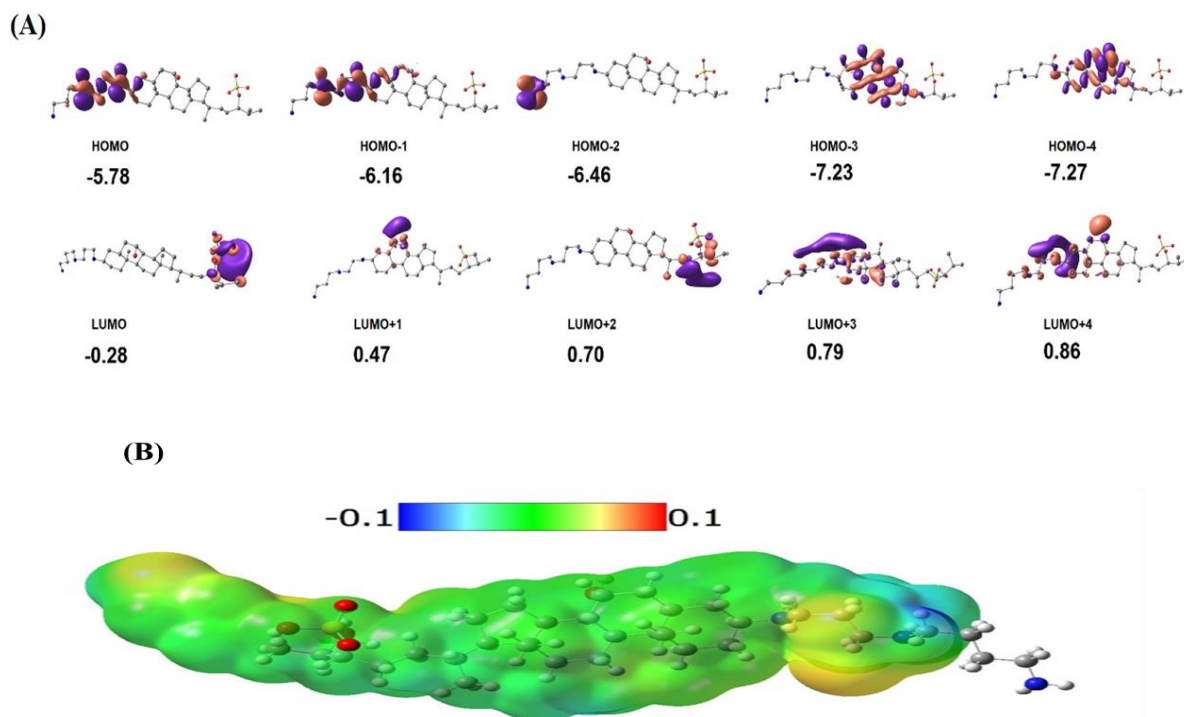 (A)
HOMO HOMO-1 HOMO-2 HOMO-3 HOMO-4
-5.78 -6.16 -6.46 -7.23 -7.27
LUMO LUMO+1 LUMO+2 LUMO+3 LUMO+4
-0.28 0.47 0.70 0.79 0.86
(B)
-0.1 0.1